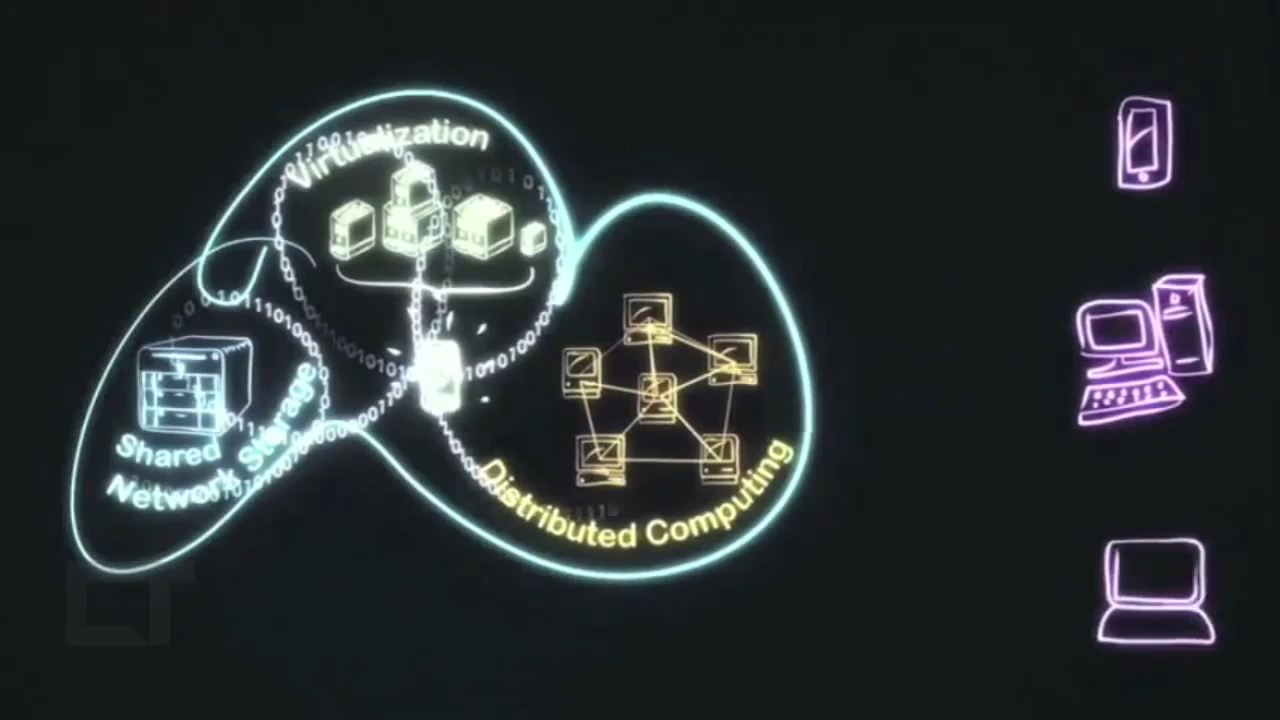 Virtualization
Shared
Network Storage
Distributed Computing